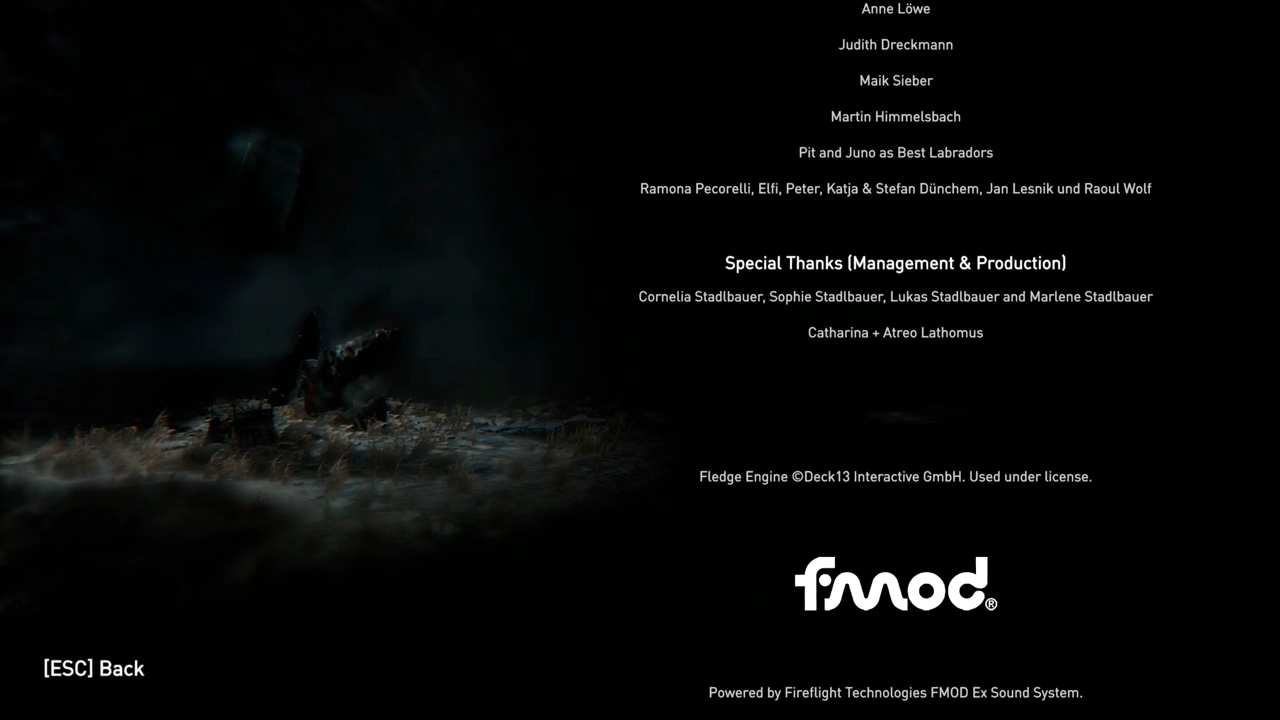 Anne Löwe
Judith Dreckmann
Maik Sieber
Martin Himmelsbach
Pit and Juno as Best Labradors
Ramona Pecorelli, Elfi, Peter, Katja & Stefan Dünchem, Jan Lesnik und Raoul Wolf
Special Thanks (Management & Production)
Cornelia Stadlbauer, Sophie Stadlbauer, Lukas Stadlbauer and Marlene Stadlbauer
Catharina + Atreo Lathomus
Fledge Engine ©Deck13 Interactive GmbH. Used under license.
fmod®
[ESC] Back
Powered by Fireflight Technologies FMOD Ex Sound System.